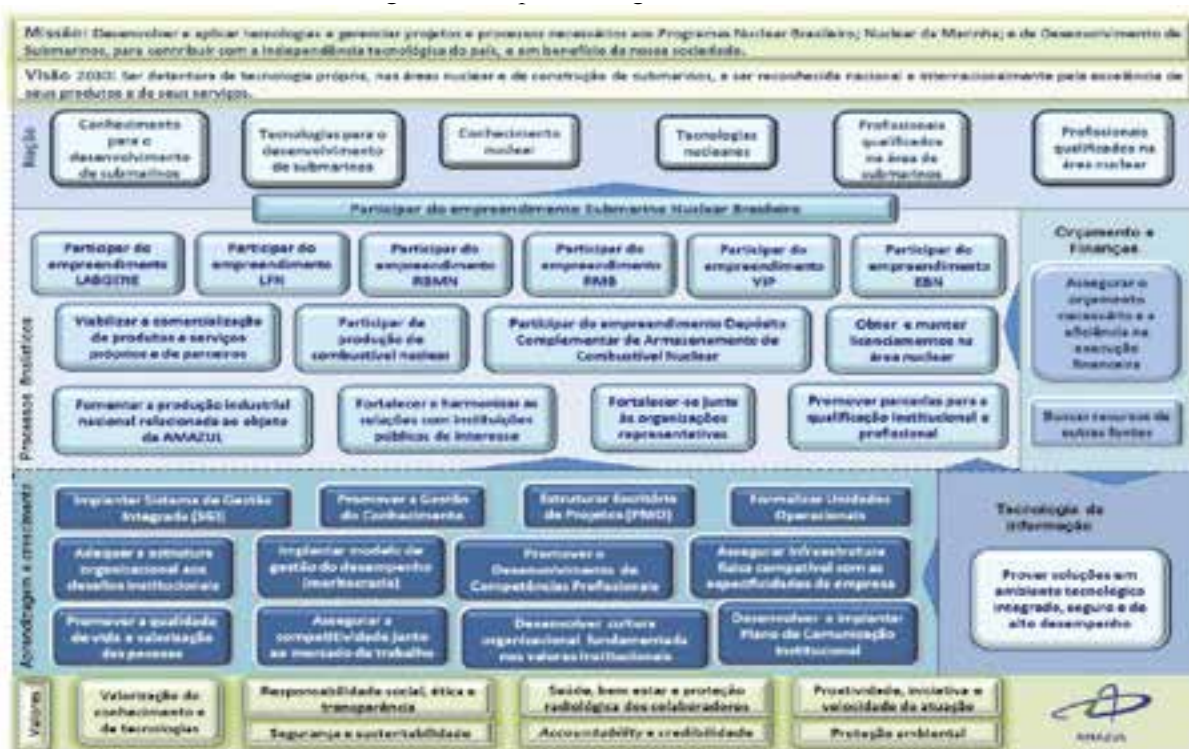 Missão: Desenvolver e aplicar tecnologias e gerenciar projetos e processos necessários aos Programas Nuclear Brasileiro; Nuclear da Marinha; e de Desenvolvimento de
Submarinos, para contribuir com a independência tecnológica do país, e em benefício da nossa sociedade.
Visão 2030: Ser detentora de tecnologia própria, nas áreas nuclear e de construção de submarinos, e ser reconhecida nacional e internacionalmente pela excelência de
seus produtos e de seus serviços.
Nação
Conhecimento
para o
desenvolvimento
de submarinos
Tecnologias para o
desenvolvimento
de submarinos
Conhecimento
nuclear
Tecnologias
nucleares
Profissionais
qualificados
na área de
submarinos
Profissionais
qualificados na
área nuclear
Participar do empreendimento Submarino Nuclear Brasileiro
Processos finalísticos
Participar do
empreendimento
LABGENE
Participar do
empreendimento
LFN
Participar do
empreendimento
RBMN
Participar do
empreendimento
RMB
Participar do
empreendimento
VIP
Participar do
empreendimento
EBN
Viabilizar a comercialização
de produtos e serviços
próprios e de parceiros
Participar da
produção de
combustível nuclear
Participar do empreendimento Depósito
Complementar de Armazenamento de
Combustível Nuclear
Obter e manter
licenciamentos na
área nuclear
Fomentar a produção industrial
nacional relacionada ao objeto
da AMAZUL
Fortalecer e harmonizar as
relações com instituições
públicas de interesse
Fortalecer-se junto
às organizações
representativas
Promover parcerias para a
qualificação institucional e
profissional
Orçamento e
Finanças
Assegurar o
orçamento
necessário e a
eficiência na
execução
financeira
Buscar recursos de
outras fontes
Aprendizagem e crescimento
Implantar Sistema de Gestão
Integrada (SGI)
Promover a Gestão
do Conhecimento
Estruturar Escritório
de Projetos (PMO)
Formalizar Unidades
Operacionais
Adequar a estrutura
organizacional aos
desafios institucionais
Implantar modelo de
gestão do desempenho
(meritocracia)
Promover o
Desenvolvimento de
Competências Profissionais
Assegurar infraestrutura
física compatível com as
especificidades da empresa
Promover a qualidade
de vida e valorização
das pessoas
Assegurar a
competitividade junto
ao mercado de trabalho
Desenvolver cultura
organizacional fundamentada
nos valores institucionais
Desenvolver e implantar
Plano de Comunicação
Institucional
Tecnologia da
Informação
Prover soluções em
ambiente tecnológico
integrado, seguro e de
alto desempenho
Valores
Valorização do
conhecimento e
de tecnologias
Responsabilidade social, ética e
transparência
Saúde, bem estar e proteção
radiológica dos colaboradores
Proatividade, iniciativa e
velocidade de atuação
Segurança e sustentabilidade
Accountability e credibilidade
Proteção ambiental
AMAZUL